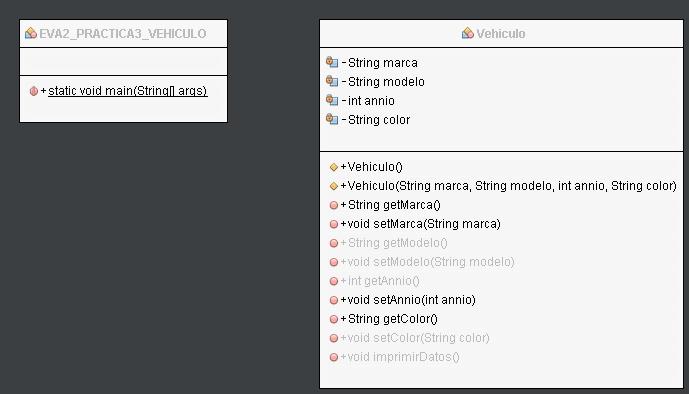 EVA2_PRACTICA3_VEHICULO
+static void main(String[] args)
Vehiculo
-String marca
-String modelo
-int annio
-String color
+Vehiculo()
+Vehiculo(String marca, String modelo, int annio, String color)
+String getMarca()
+void setMarca(String marca)
+String getModelo()
+void setModelo(String modelo)
+int getAnnio()
+void setAnnio(int annio)
+String getColor()
+void setColor(String color)
+void imprimirDatos()